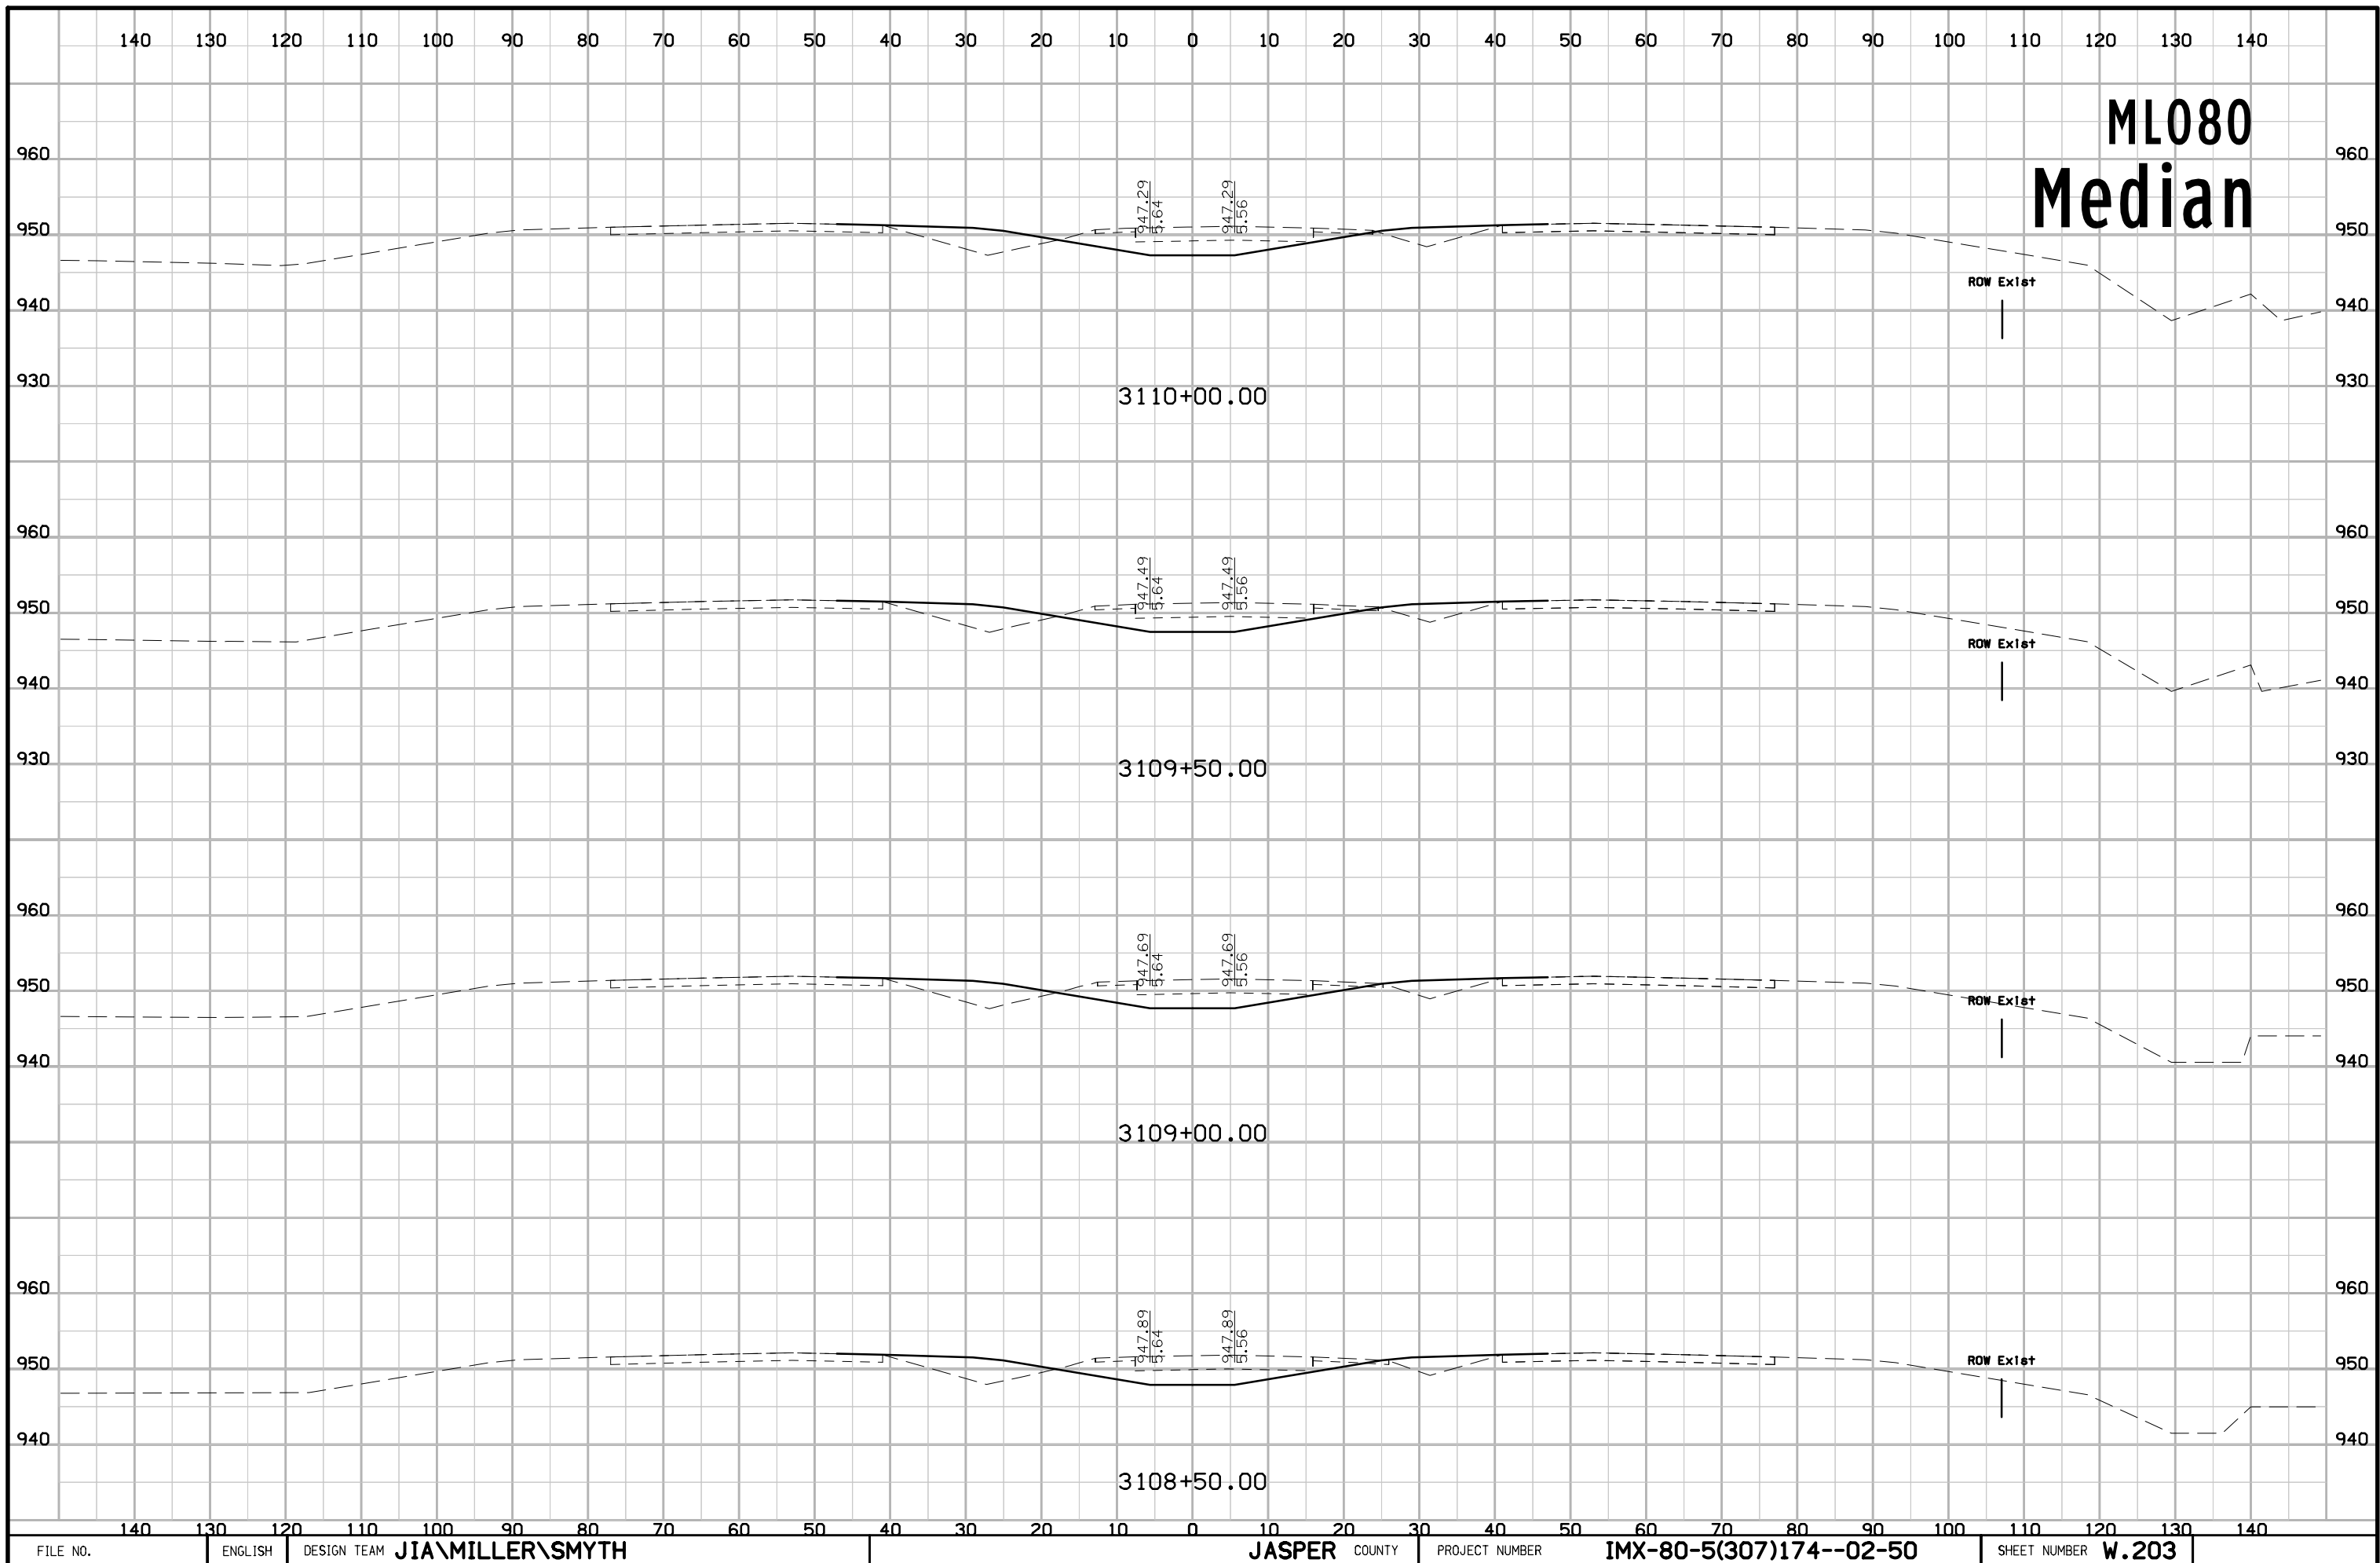 140 130 120 110 100 90 80 70 60 50 40 30 20 10 0 10 20 30 40 50 60 70 80 90 100 110 120 130 140
ML080
Median
960 960
947.29 5.64 947.29 5.56
950 950
ROW Exist
940 940
930 930
3110+00.00
960 960
947.49 5.64 947.49 5.56
950 950
ROW Exist
940 940
930 930
3109+50.00
960 960
947.69 5.64 947.69 5.56
950 950
ROW Exist
940 940
3109+00.00
960 960
947.89 5.64 947.89 5.56
950 950
ROW Exist
940 940
3108+50.00
140 130 120 110 100 90 80 70 60 50 40 30 20 10 0 10 20 30 40 50 60 70 80 90 100 110 120 130 140
FILE NO. ENGLISH DESIGN TEAM JIA\MILLER\SMYTH JASPER COUNTY PROJECT NUMBER IMX-80-5(307)174--02-50 SHEET NUMBER W.203